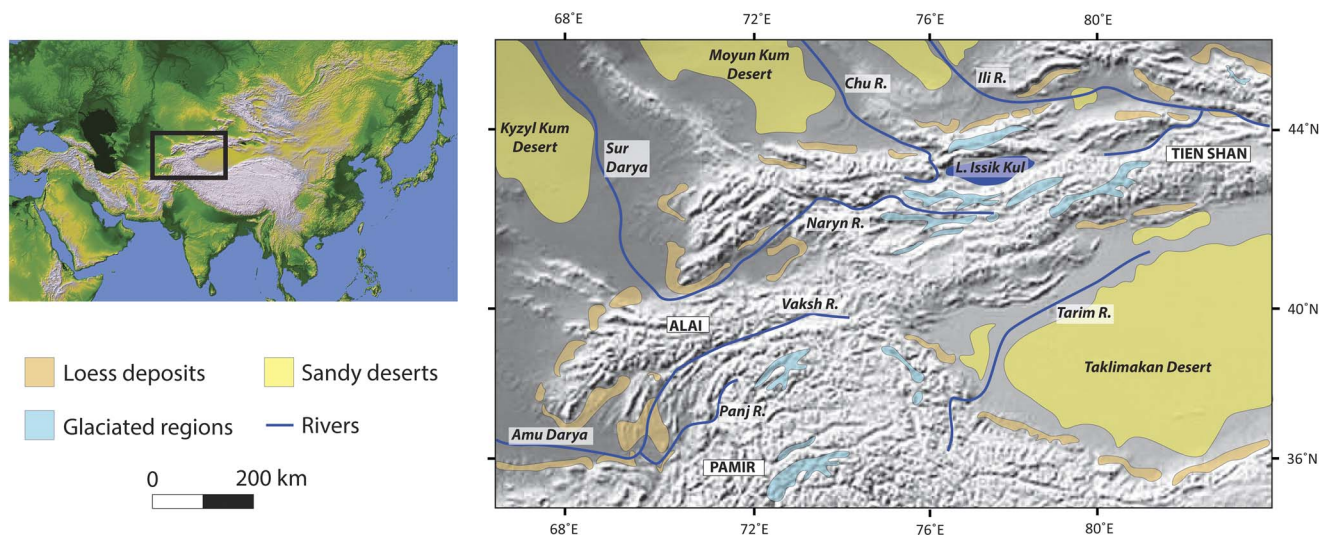 68°E
72°E
76°E
80°E
Moyun Kum
Desert
Chu R.
Ili R.
Kyzyl Kum
Desert
44°N
Sur
Darya
TIEN SHAN
L. Issik Kul
Naryn R.
Vaksh R.
40°N
ALAI
Tarim R.
Taklimakan Desert
Panj R.
Amu Darya
PAMIR
36°N
68°E
72°E
76°E
80°E
Loess deposits
Sandy deserts
Glaciated regions
Rivers
0
200 km